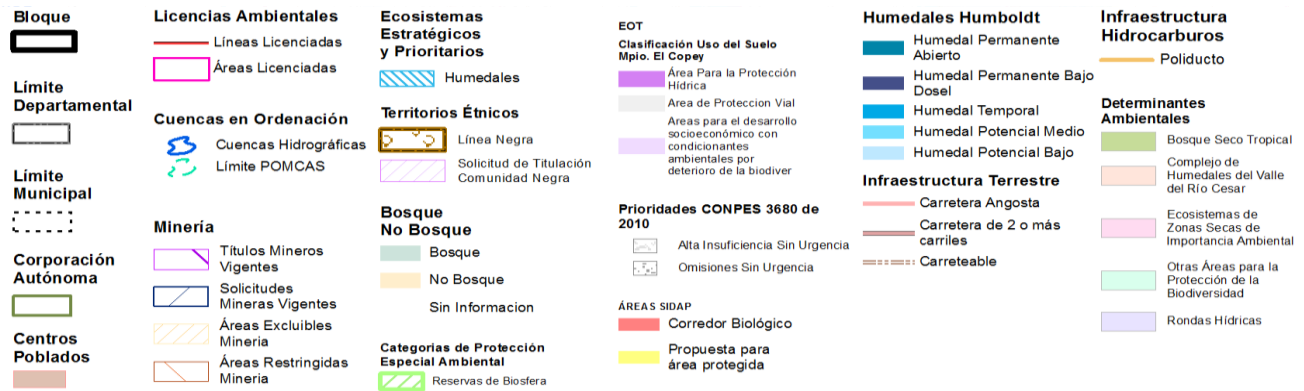 Bloque
Límite
Departamental
Límite
Municipal
Corporación
Autónoma
Centros
Poblados
Licencias Ambientales
Líneas Licenciadas
Áreas Licenciadas
Cuencas en Ordenación
Cuencas Hidrográficas
Límite POMCAS
Minería
Títulos Mineros
Vigentes
Solicitudes
Mineras Vigentes
Áreas Excluibles
Mineria
Áreas Restringidas
Mineria
Ecosistemas
Estratégicos
y Prioritarios
Humedales
Territorios Étnicos
Línea Negra
Solicitud de Titulación
Comunidad Negra
Bosque
No Bosque
Bosque
No Bosque
Sin Informacion
Categorias de Protección
Especial Ambiental
Reservas de Biosfera
EOT
Clasificación Uso del Suelo
Mpio. El Copey
Área Para la Protección
Hídrica
Area de Proteccion Vial
Areas para el desarrollo
socioeconómico con
condicionantes
ambientales por
deterioro de la biodiver
Prioridades CONPES 3680 de
2010
Alta Insuficiencia Sin Urgencia
Omisiones Sin Urgencia
ÁREAS SIDAP
Corredor Biológico
Propuesta para
área protegida
Humedales Humboldt
Humedal Permanente
Abierto
Humedal Permanente Bajo
Dosel
Humedal Temporal
Humedal Potencial Medio
Humedal Potencial Bajo
Infraestructura Terrestre
Carretera Angosta
Carretera de 2 o más
carriles
Carreteable
Infraestructura
Hidrocarburos
Poliducto
Determinantes
Ambientales
Bosque Seco Tropical
Complejo de
Humedales del Valle
del Río Cesar
Ecosistemas de
Zonas Secas de
Importancia Ambiental
Otras Áreas para la
Protección de la
Biodiversidad
Rondas Hídricas